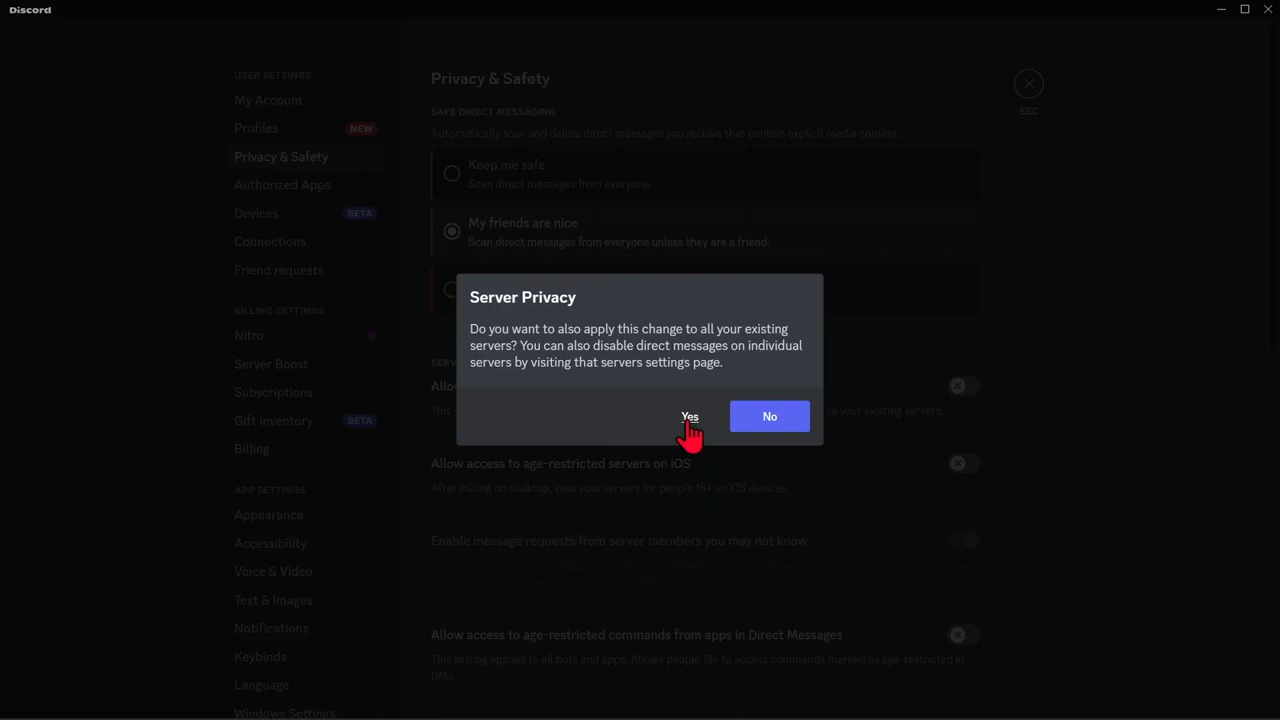 Discord
USER SETTINGS
My Account
Profiles NEW
Privacy & Safety
Authorized Apps
Devices BETA
Connections
Friend requests
BILLING SETTINGS
Nitro
Server Boost
Subscriptions
Gift Inventory BETA
Billing
APP SETTINGS
Appearance
Accessibility
Voice & Video
Text & Images
Notifications
Keybinds
Language
Windows Settings
Privacy & Safety
ESC
SAFE DIRECT MESSAGING
Automatically scan and delete direct messages you receive that contain explicit media content.
Keep me safe
Scan direct messages from everyone.
My friends are nice
Scan direct messages from everyone unless they are a friend.
Server Privacy
Do you want to also apply this change to all your existing
servers? You can also disable direct messages on individual
servers by visiting that servers settings page.
Yes
No
to your existing servers.
Allow access to age-restricted servers on iOS
After joining on desktop, view your servers for people 18+ on iOS devices.
Enable message requests from server members you may not know
Allow access to age-restricted commands from apps in Direct Messages
This setting applies to all bots and apps. Allows people 18+ to access commands marked as age-restricted in
DMs.